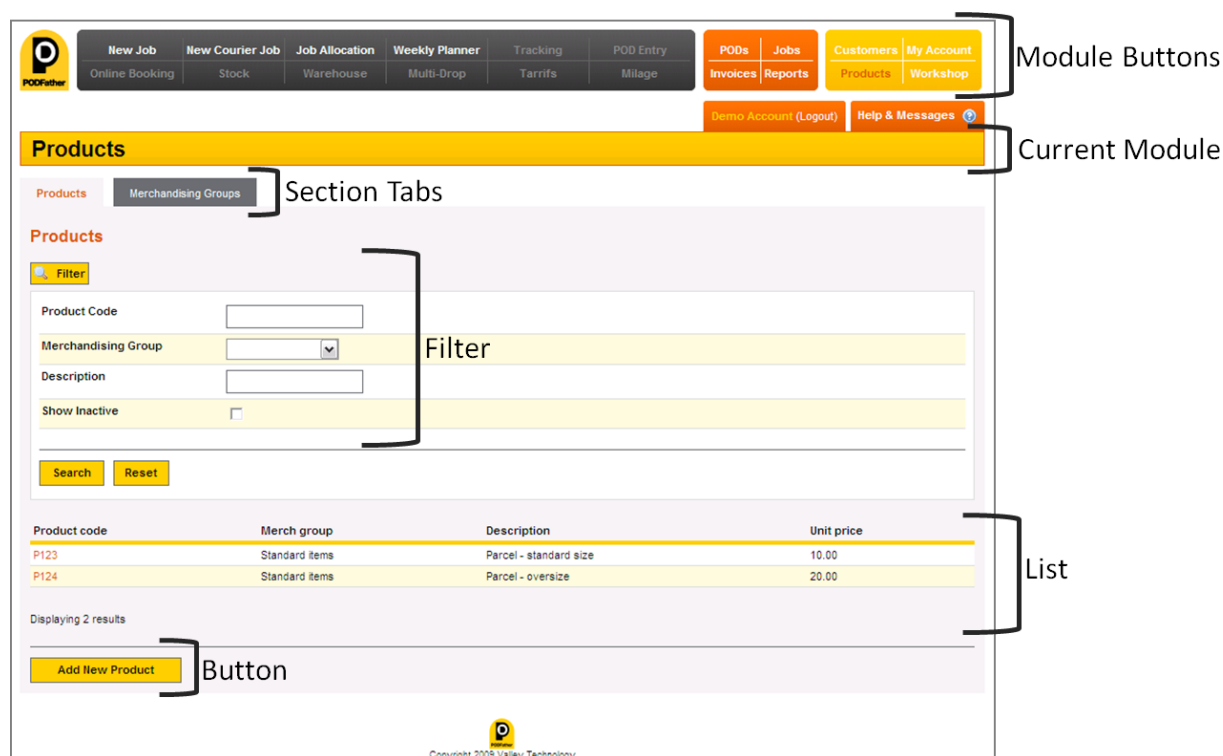 PODFather
New Job New Courier Job Job Allocation Weekly Planner Tracking POD Entry
Online Booking Stock Warehouse Multi-Drop Tarrifs Milage
PODs Jobs
Invoices Reports
Customers My Account
Products Workshop
Module Buttons
Demo Account (Logout) Help & Messages ?
Products
Current Module
Products Merchandising Groups
Section Tabs
Products
Filter
Product Code
Merchandising Group
Filter
Description
Show Inactive
Search Reset
Product code Merch group Description Unit price
P123 Standard items Parcel - standard size 10.00
P124 Standard items Parcel - oversize 20.00
List
Displaying 2 results
Add New Product
Button
PODFather
Copyright 2009 Valley Technology